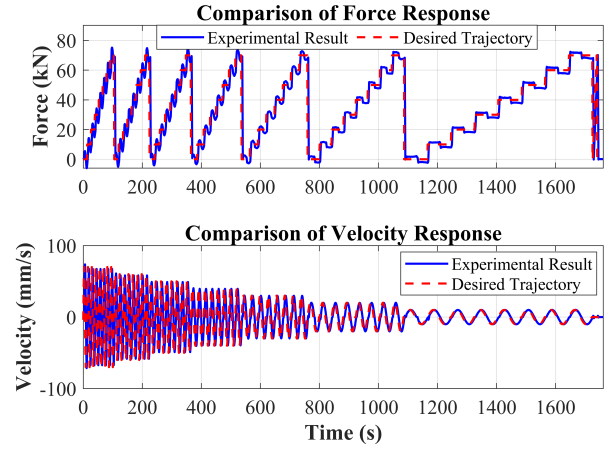 Comparison of Force Response
Force (kN)
80
60
40
20
0
Experimental Result
Desired Trajectory
0 200 400 600 800 1000 1200 1400 1600
Comparison of Velocity Response
Velocity (mm/s)
100
0
-100
Experimental Result
Desired Trajectory
0 200 400 600 800 1000 1200 1400 1600
Time (s)